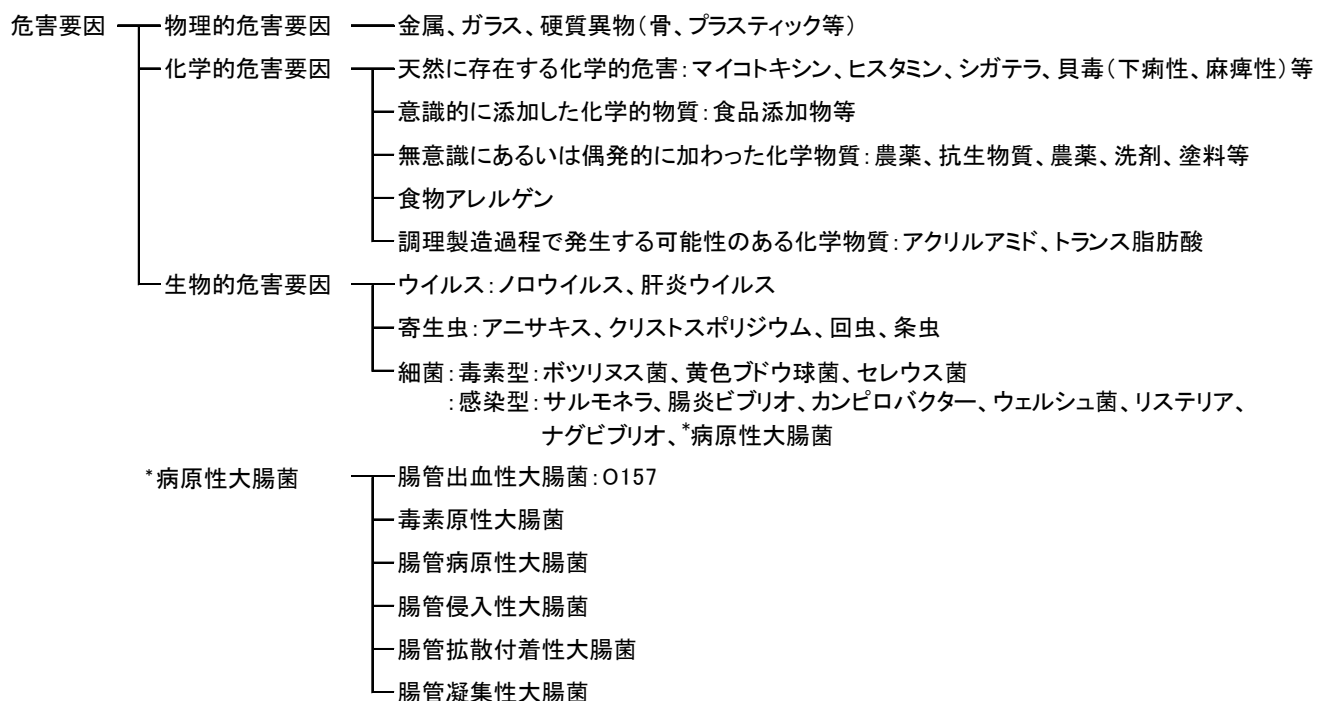 危害要因 物理的危害要因 金属、ガラス、硬質異物（骨、プラスティック等）
化学的危害要因 天然に存在する化学的危害：マイコトキシン、ヒスタミン、シガテラ、貝毒（下痢性、麻痺性）等
意識的に添加した化学的物質：食品添加物等
無意識にあるいは偶発的に加わった化学物質：農薬、抗生物質、農薬、洗剤、塗料等
食物アレルゲン
調理製造過程で発生する可能性のある化学物質：アクリルアミド、トランス脂肪酸
生物的危害要因 ウイルス：ノロウイルス、肝炎ウイルス
寄生虫：アニサキス、クリストスポリジウム、回虫、条虫
細菌：毒素型：ボツリヌス菌、黄色ブドウ球菌、セレウス菌
：感染型：サルモネラ、腸炎ビブリオ、カンピロバクター、ウェルシュ菌、リステリア、
ナグビブリオ、*病原性大腸菌
*病原性大腸菌 腸管出血性大腸菌：O157
毒素原性大腸菌
腸管病原性大腸菌
腸管侵入性大腸菌
腸管拡散付着性大腸菌
腸管凝集性大腸菌